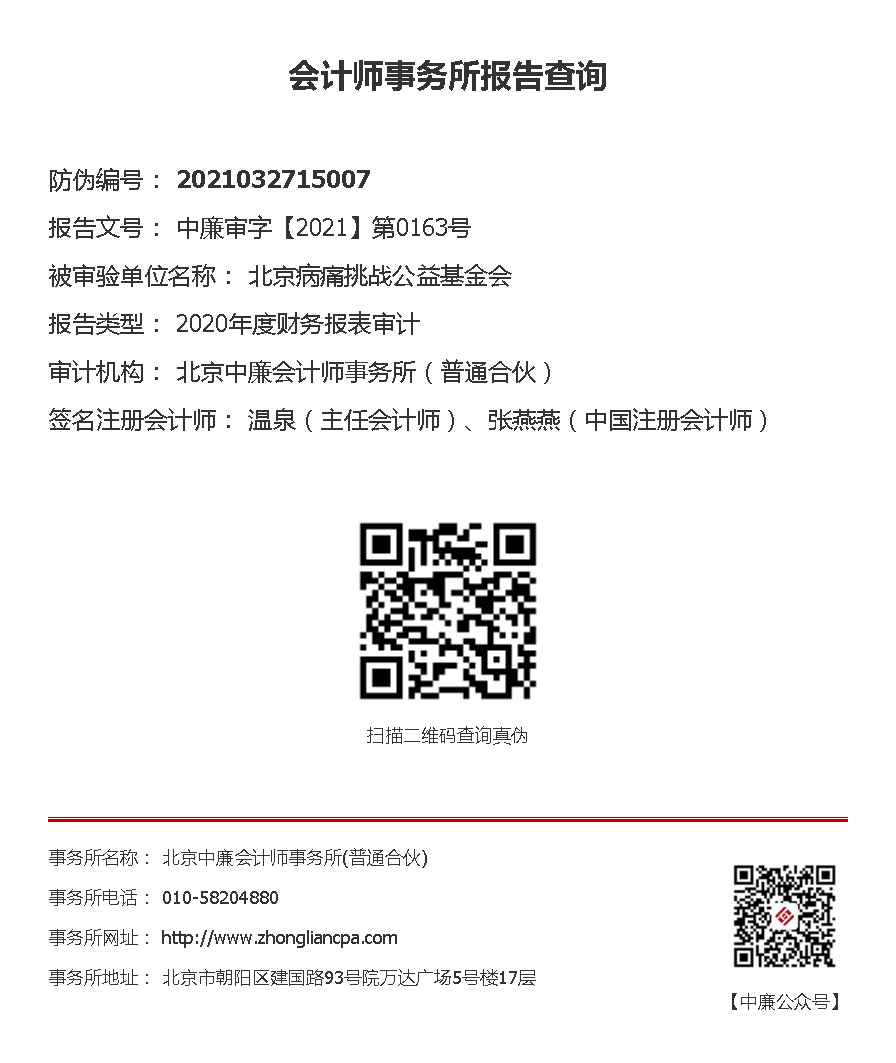 会计师事务所报告查询
防伪编号： 2021032715007
报告文号： 中廉审字【2021】第0163号
被审验单位名称： 北京病痛挑战公益基金会
报告类型： 2020年度财务报表审计
审计机构： 北京中廉会计师事务所（普通合伙）
签名注册会计师： 温泉（主任会计师）、张燕燕（中国注册会计师）
扫描二维码查询真伪
事务所名称： 北京中廉会计师事务所(普通合伙)
事务所电话： 010-58204880
事务所网址： http://www.zhongliancpa.com
事务所地址： 北京市朝阳区建国路93号院万达广场5号楼17层
【中廉公众号】